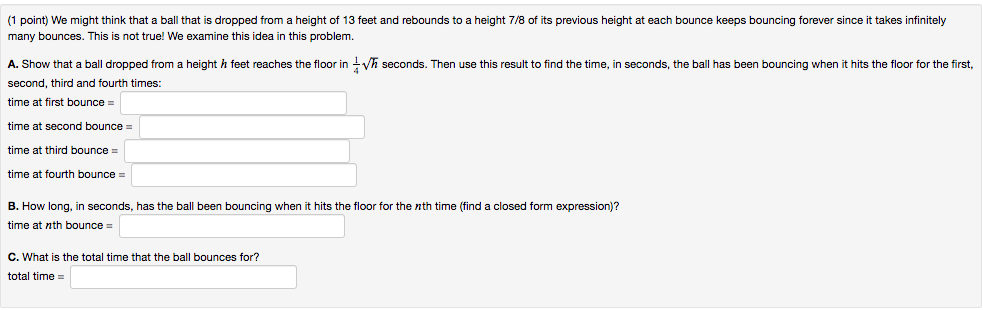 (1 point) We might think that a ball that is dropped from a height of 13 feet and rebounds to a height 7/8 of its previous height at each bounce keeps bouncing forever since it takes infinitely
many bounces. This is not true! We examine this idea in this problem.
A. Show that a ball dropped from a height h feet reaches the floor in 1/4 √h seconds. Then use this result to find the time, in seconds, the ball has been bouncing when it hits the floor for the first,
second, third and fourth times:
time at first bounce =
time at second bounce =
time at third bounce =
time at fourth bounce =
B. How long, in seconds, has the ball been bouncing when it hits the floor for the nth time (find a closed form expression)?
time at nth bounce =
C. What is the total time that the ball bounces for?
total time =